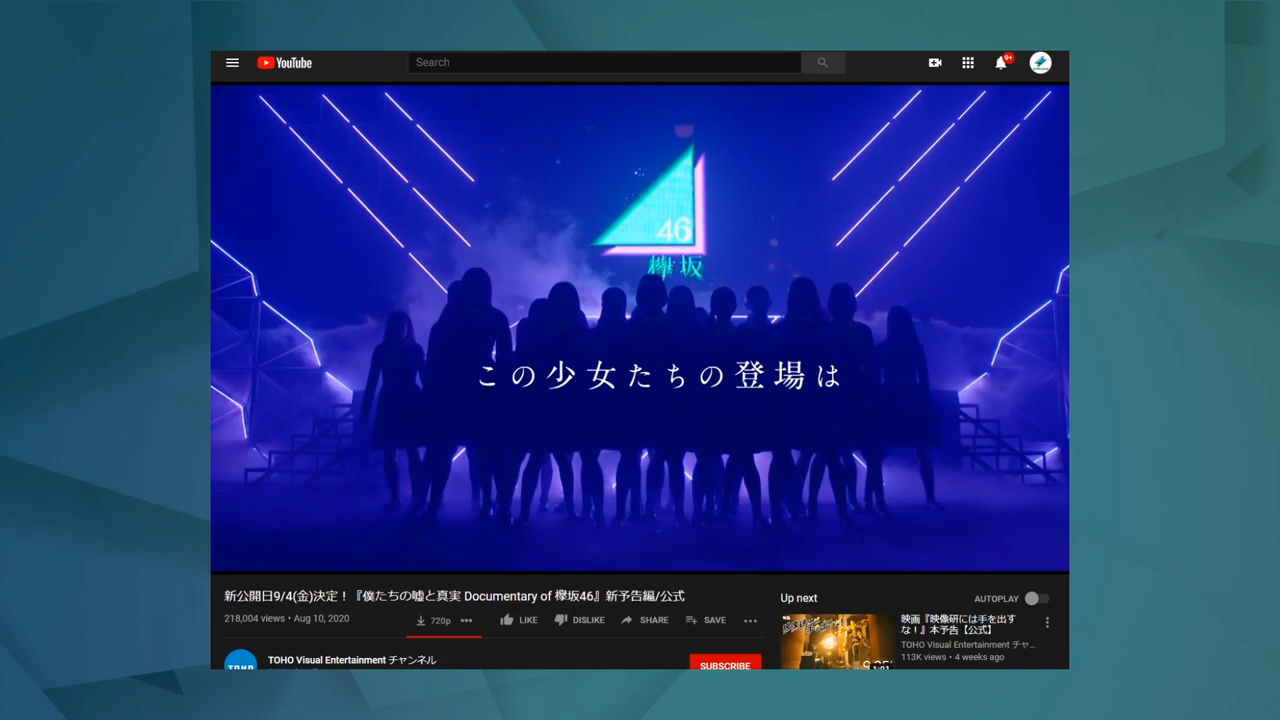 YouTube
Search
9+
46
欅坂
この少女たちの登場は
新公開日9/4(金)決定！『僕たちの嘘と真実 Documentary of 欅坂46』新予告編/公式
218,004 views • Aug 10, 2020
720p
LIKE
DISLIKE
SHARE
SAVE
TOHO Visual Entertainment チャンネル
SUBSCRIBE
Up next
AUTOPLAY
映画『映像研には手を出す
な！』本予告【公式】
TOHO Visual Entertainment チャ...
113K views • 4 weeks ago
TOHO